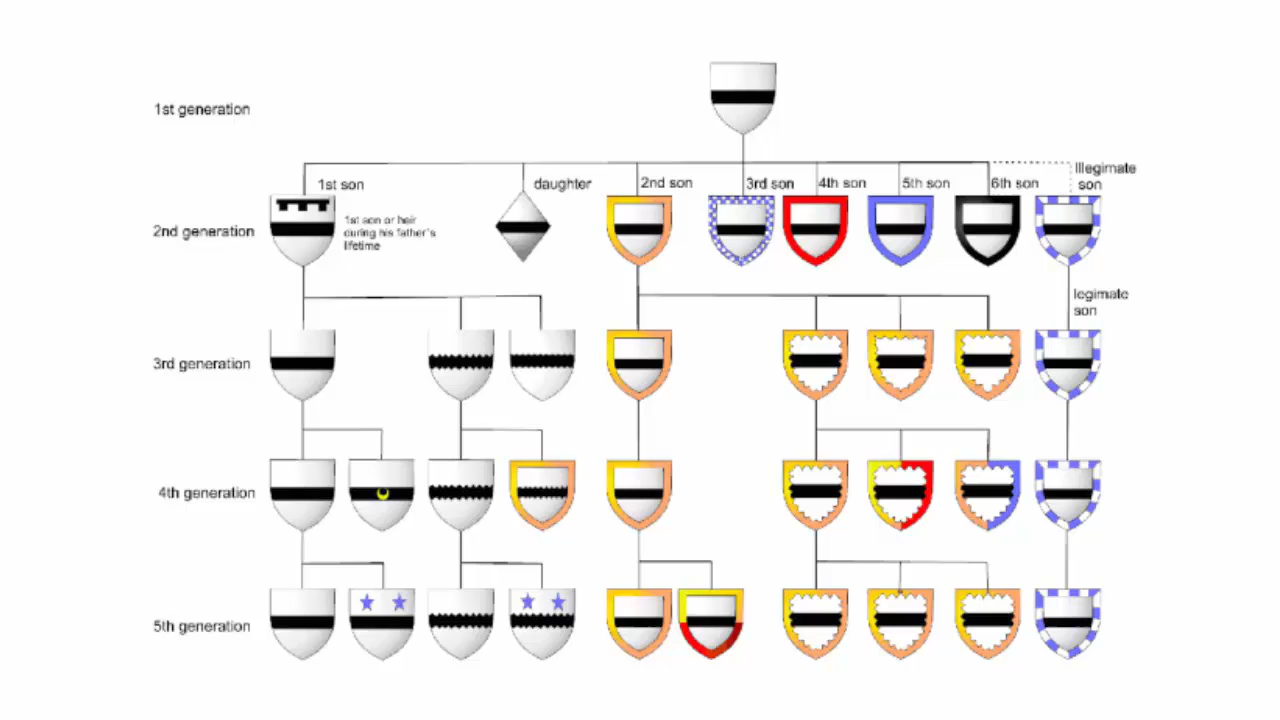 1st generation
Illegimate
son
1st son
daughter
2nd son
3rd son
4th son
5th son
6th son
2nd generation
1st son or heir
during his father's
lifetime
legimate
son
3rd generation
4th generation
5th generation